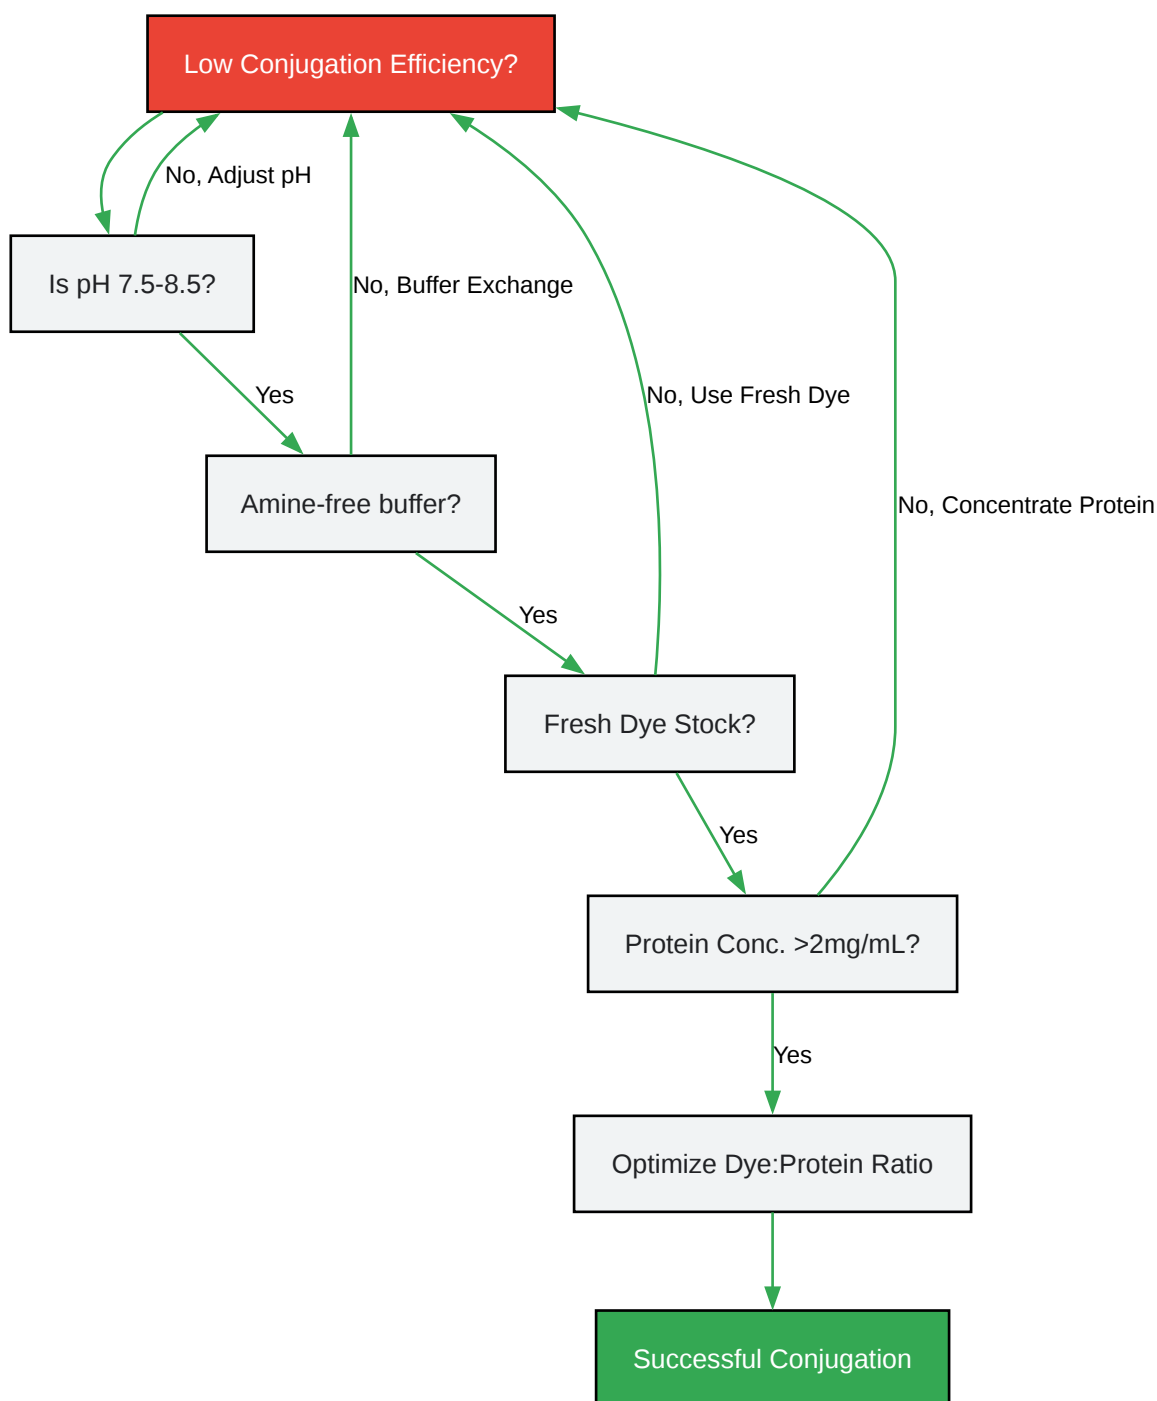 Low Conjugation Efficiency?
No, Adjust pH
Is pH 7.5-8.5?
No, Buffer Exchange
Yes
No, Use Fresh Dye
Amine-free buffer?
No, Concentrate Protein
Yes
Fresh Dye Stock?
Yes
Protein Conc. >2mg/mL?
Yes
Optimize Dye:Protein Ratio
Successful Conjugation